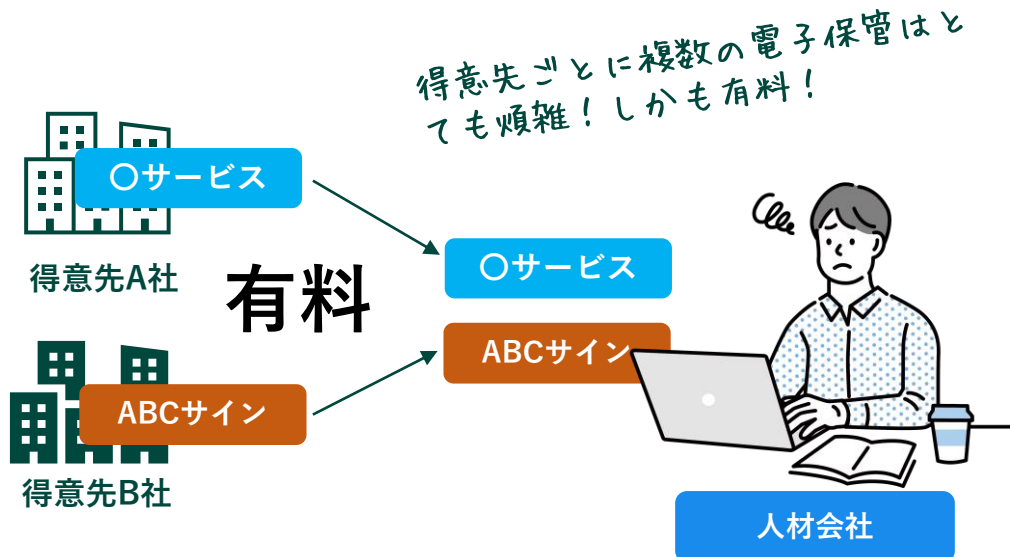 得意先ごとに複数の電子保管はと
ても煩雑！しかも有料！
〇サービス
得意先A社
有料
〇サービス
ABCサイン
ABCサイン
得意先B社
人材会社